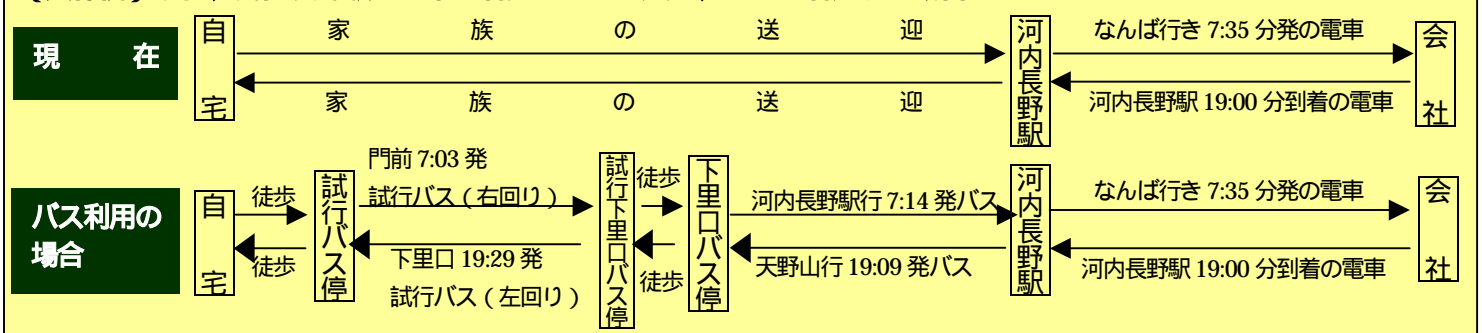 現 在
自宅
家 族 の 送 迎
家 族 の 送 迎
河内長野駅
なんば行き 7:35 分発の電車
河内長野駅 19:00 分到着の電車
会社
バス利用の
場合
自宅
徒歩
徒歩
試行バス停
門前 7:03 発
試行バス（右回り）
下里口 19:29 発
試行バス（左回り）
試行下里口バス停
徒歩
徒歩
下里口バス停
河内長野駅行 7:14 発バス
天野山行 19:09 発バス
河内長野駅
なんば行き 7:35 分発の電車
河内長野駅 19:00 分到着の電車
会社